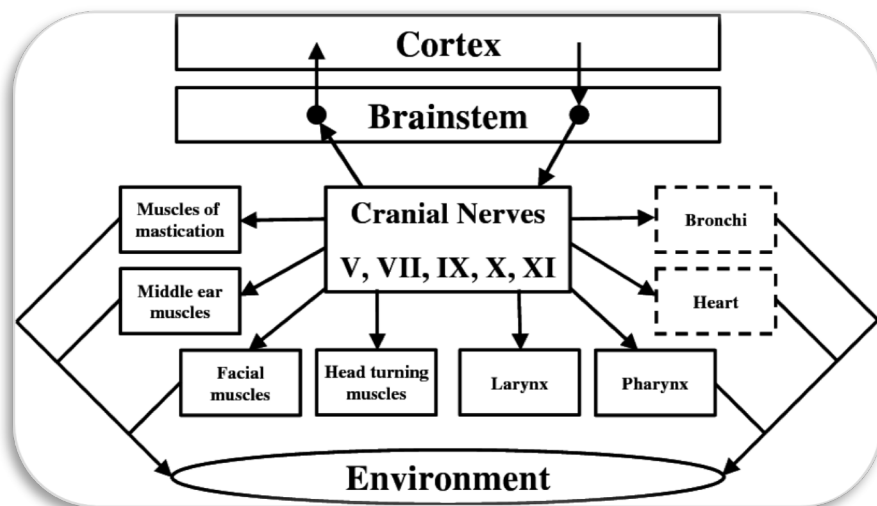 Cortex
Brainstem
Cranial Nerves
V, VII, IX, X, XI
Muscles of
mastication
Bronchi
Middle ear
muscles
Heart
Facial
muscles
Head turning
muscles
Larynx
Pharynx
Environment